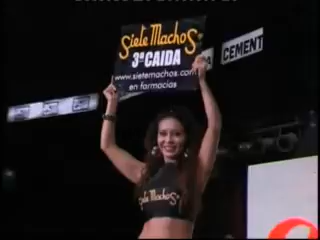 Siete Machos
3ª CAIDA
www.sietemachos.com
en farmacias
CEMENT
Siete Machos